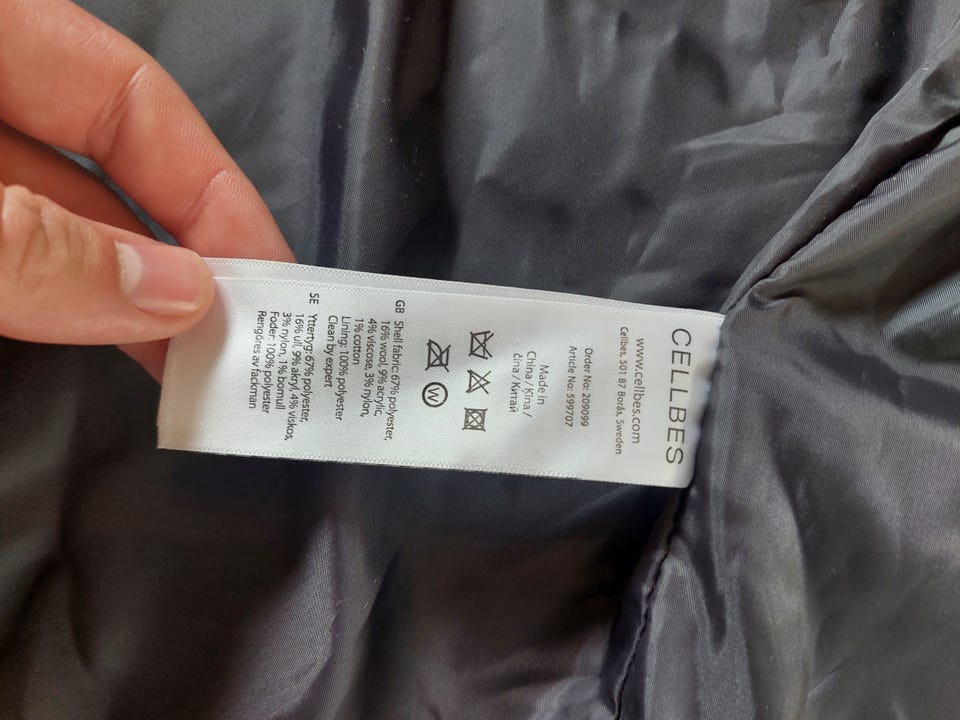 CELLBES
www.cellbes.com
Cellbes, 501 87 Borås, Sweden
Order No: 209099
Article No: 599707
Made in
China / Ķīna /
čína / Китай
W
GB Shell fabric: 67% polyester,
16% wool, 9% acrylic,
4% viscose, 3% nylon,
1% cotton
Lining: 100% polyester
Clean by expert
SE Yttertyg: 67% polyester,
16% ull, 9% akryl, 4% viskos,
3% nylon, 1% bomull
Foder: 100% polyester
Rengöres av fackman